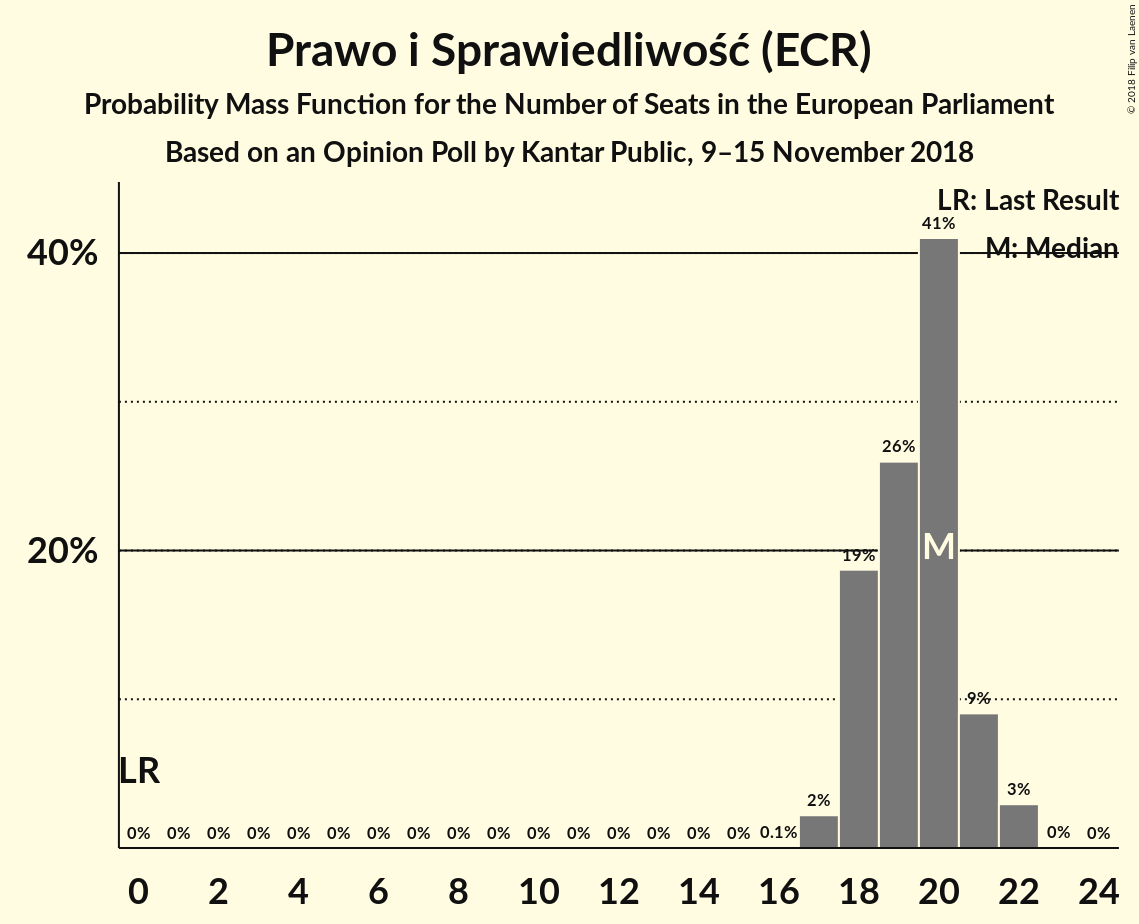 Prawo i Sprawiedliwość (ECR)
Probability Mass Function for the Number of Seats in the European Parliament
Based on an Opinion Poll by Kantar Public, 9–15 November 2018
© 2018 Filip van Laenen
LR: Last Result
M: Median
40%
20%
41%
26%
19%
M
9%
LR
2%
3%
0% 0% 0% 0% 0% 0% 0% 0% 0% 0% 0% 0% 0% 0% 0% 0% 0.1% 0% 0%
0 2 4 6 8 10 12 14 16 18 20 22 24